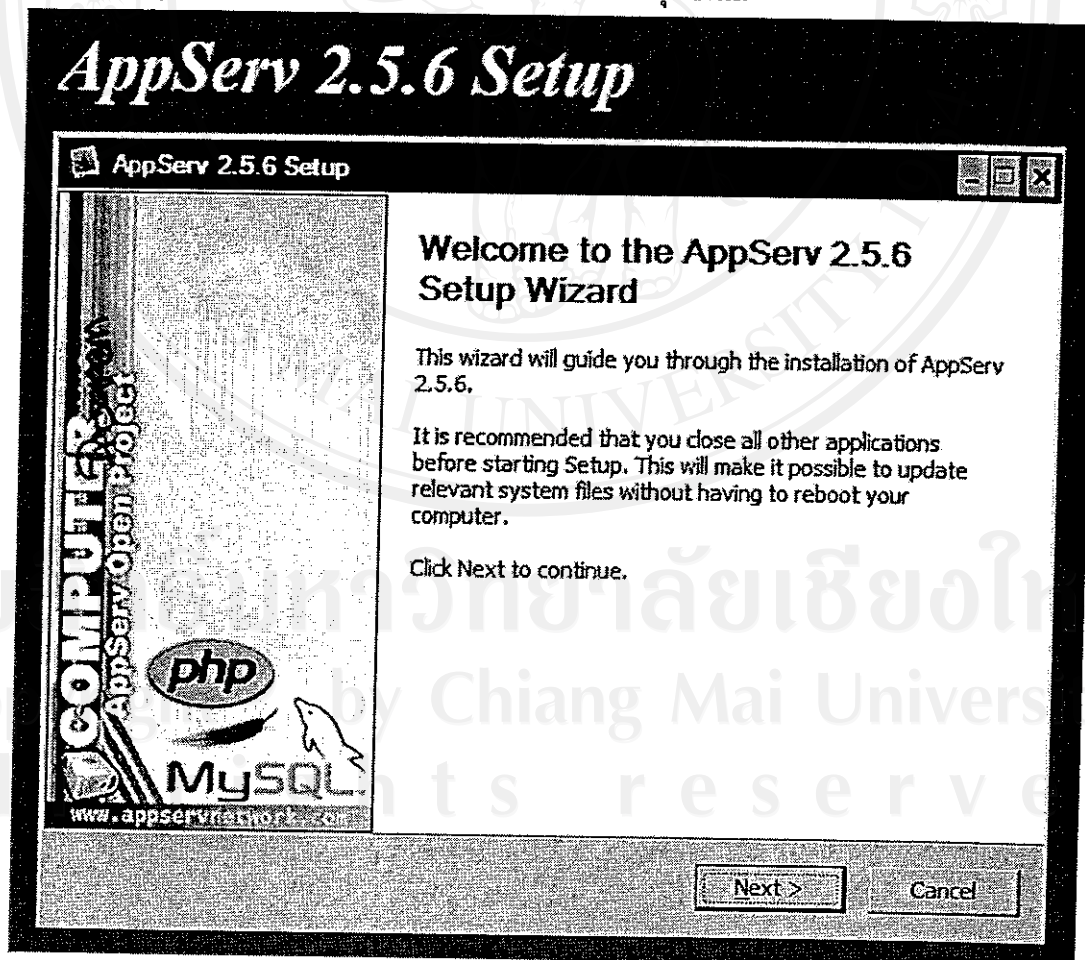 AppServ 2.5.6 Setup
AppServ 2.5.6 Setup
Welcome to the AppServ 2.5.6
Setup Wizard
This wizard will guide you through the installation of AppServ
2.5.6.
It is recommended that you close all other applications
before starting Setup. This will make it possible to update
relevant system files without having to reboot your
computer.
Click Next to continue.
COMPUTER
AppServ Open Project
php
MySQL
www.appservnetwork.com
Next >
Cancel
MAI UNIVERSITY
มหาวิทยาลัยเชียงให
by Chiang Mai Univers
t s r e s e r v e